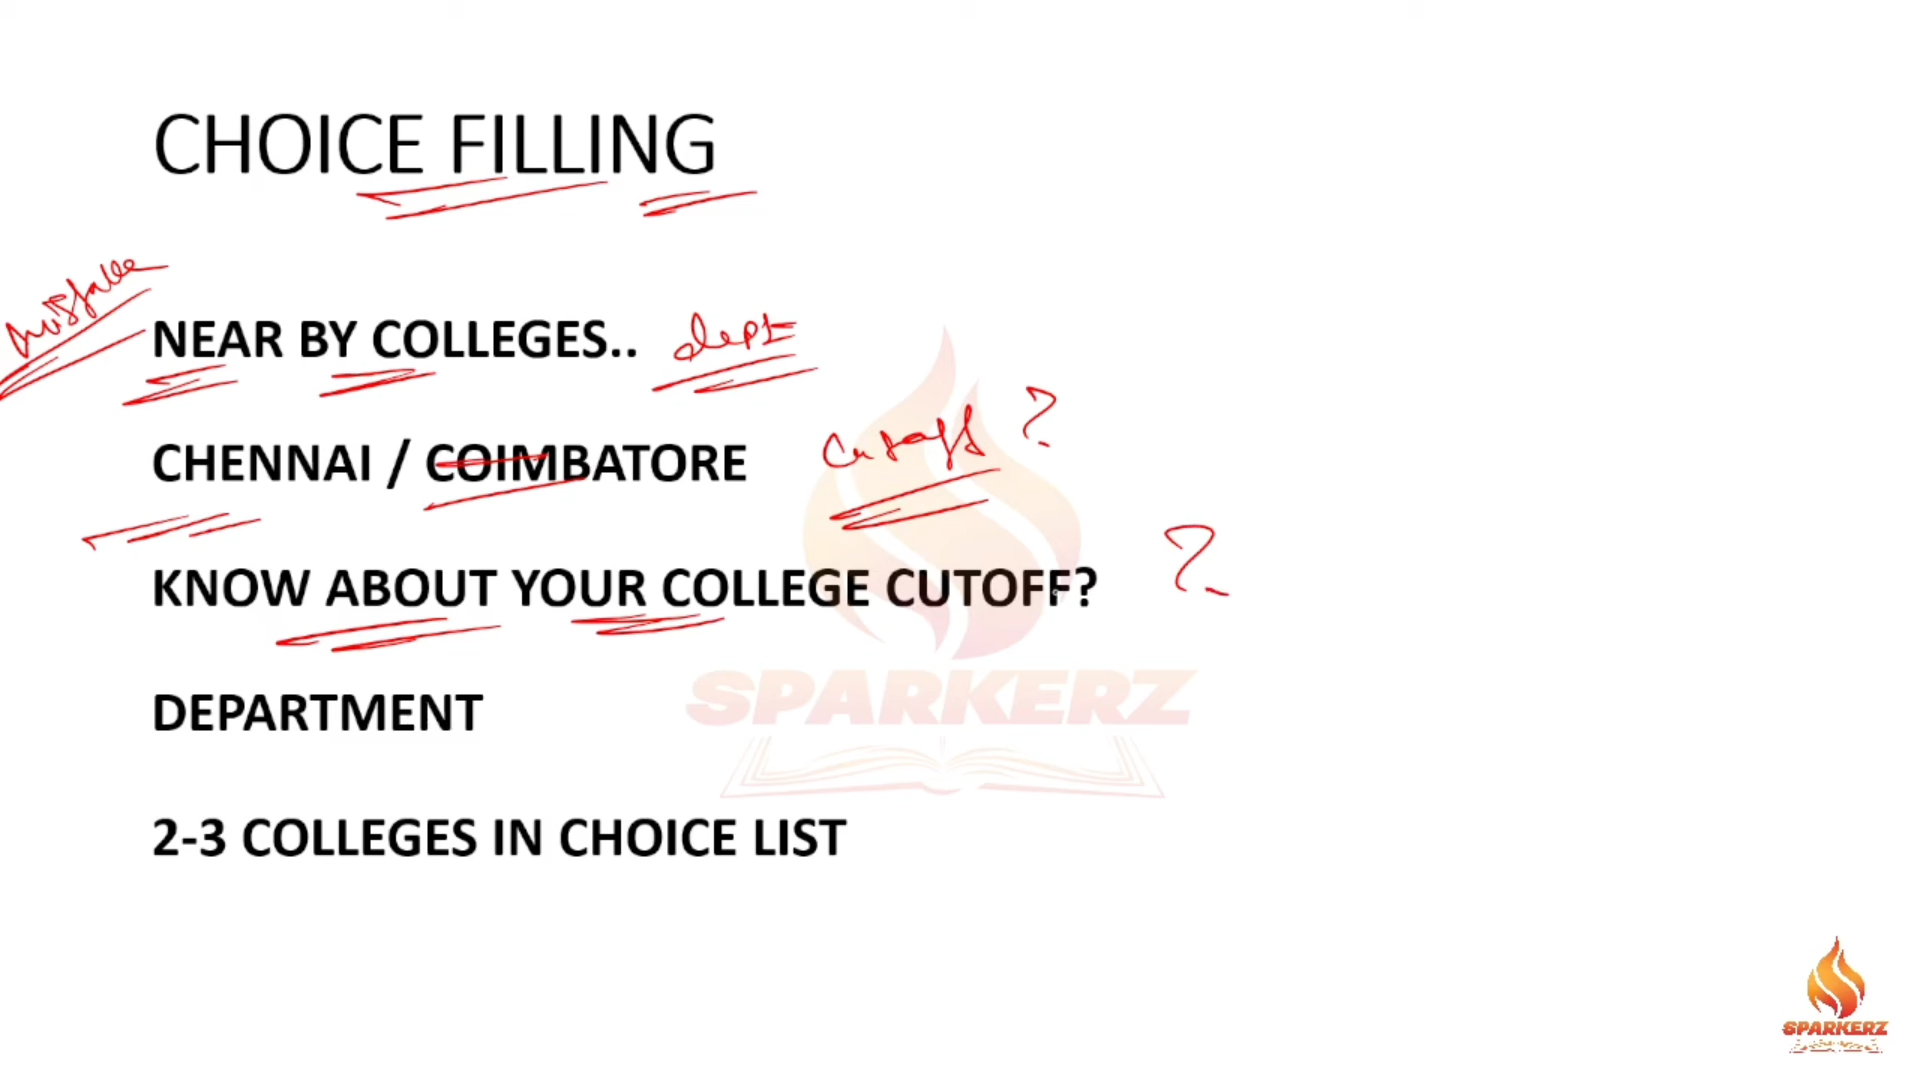 CHOICE FILLING
mistake
NEAR BY COLLEGES.. dept
CHENNAI / COIMBATORE cutoff ?
KNOW ABOUT YOUR COLLEGE CUTOFF? ?
DEPARTMENT
SPARKERZ
2-3 COLLEGES IN CHOICE LIST
SPARKERZ